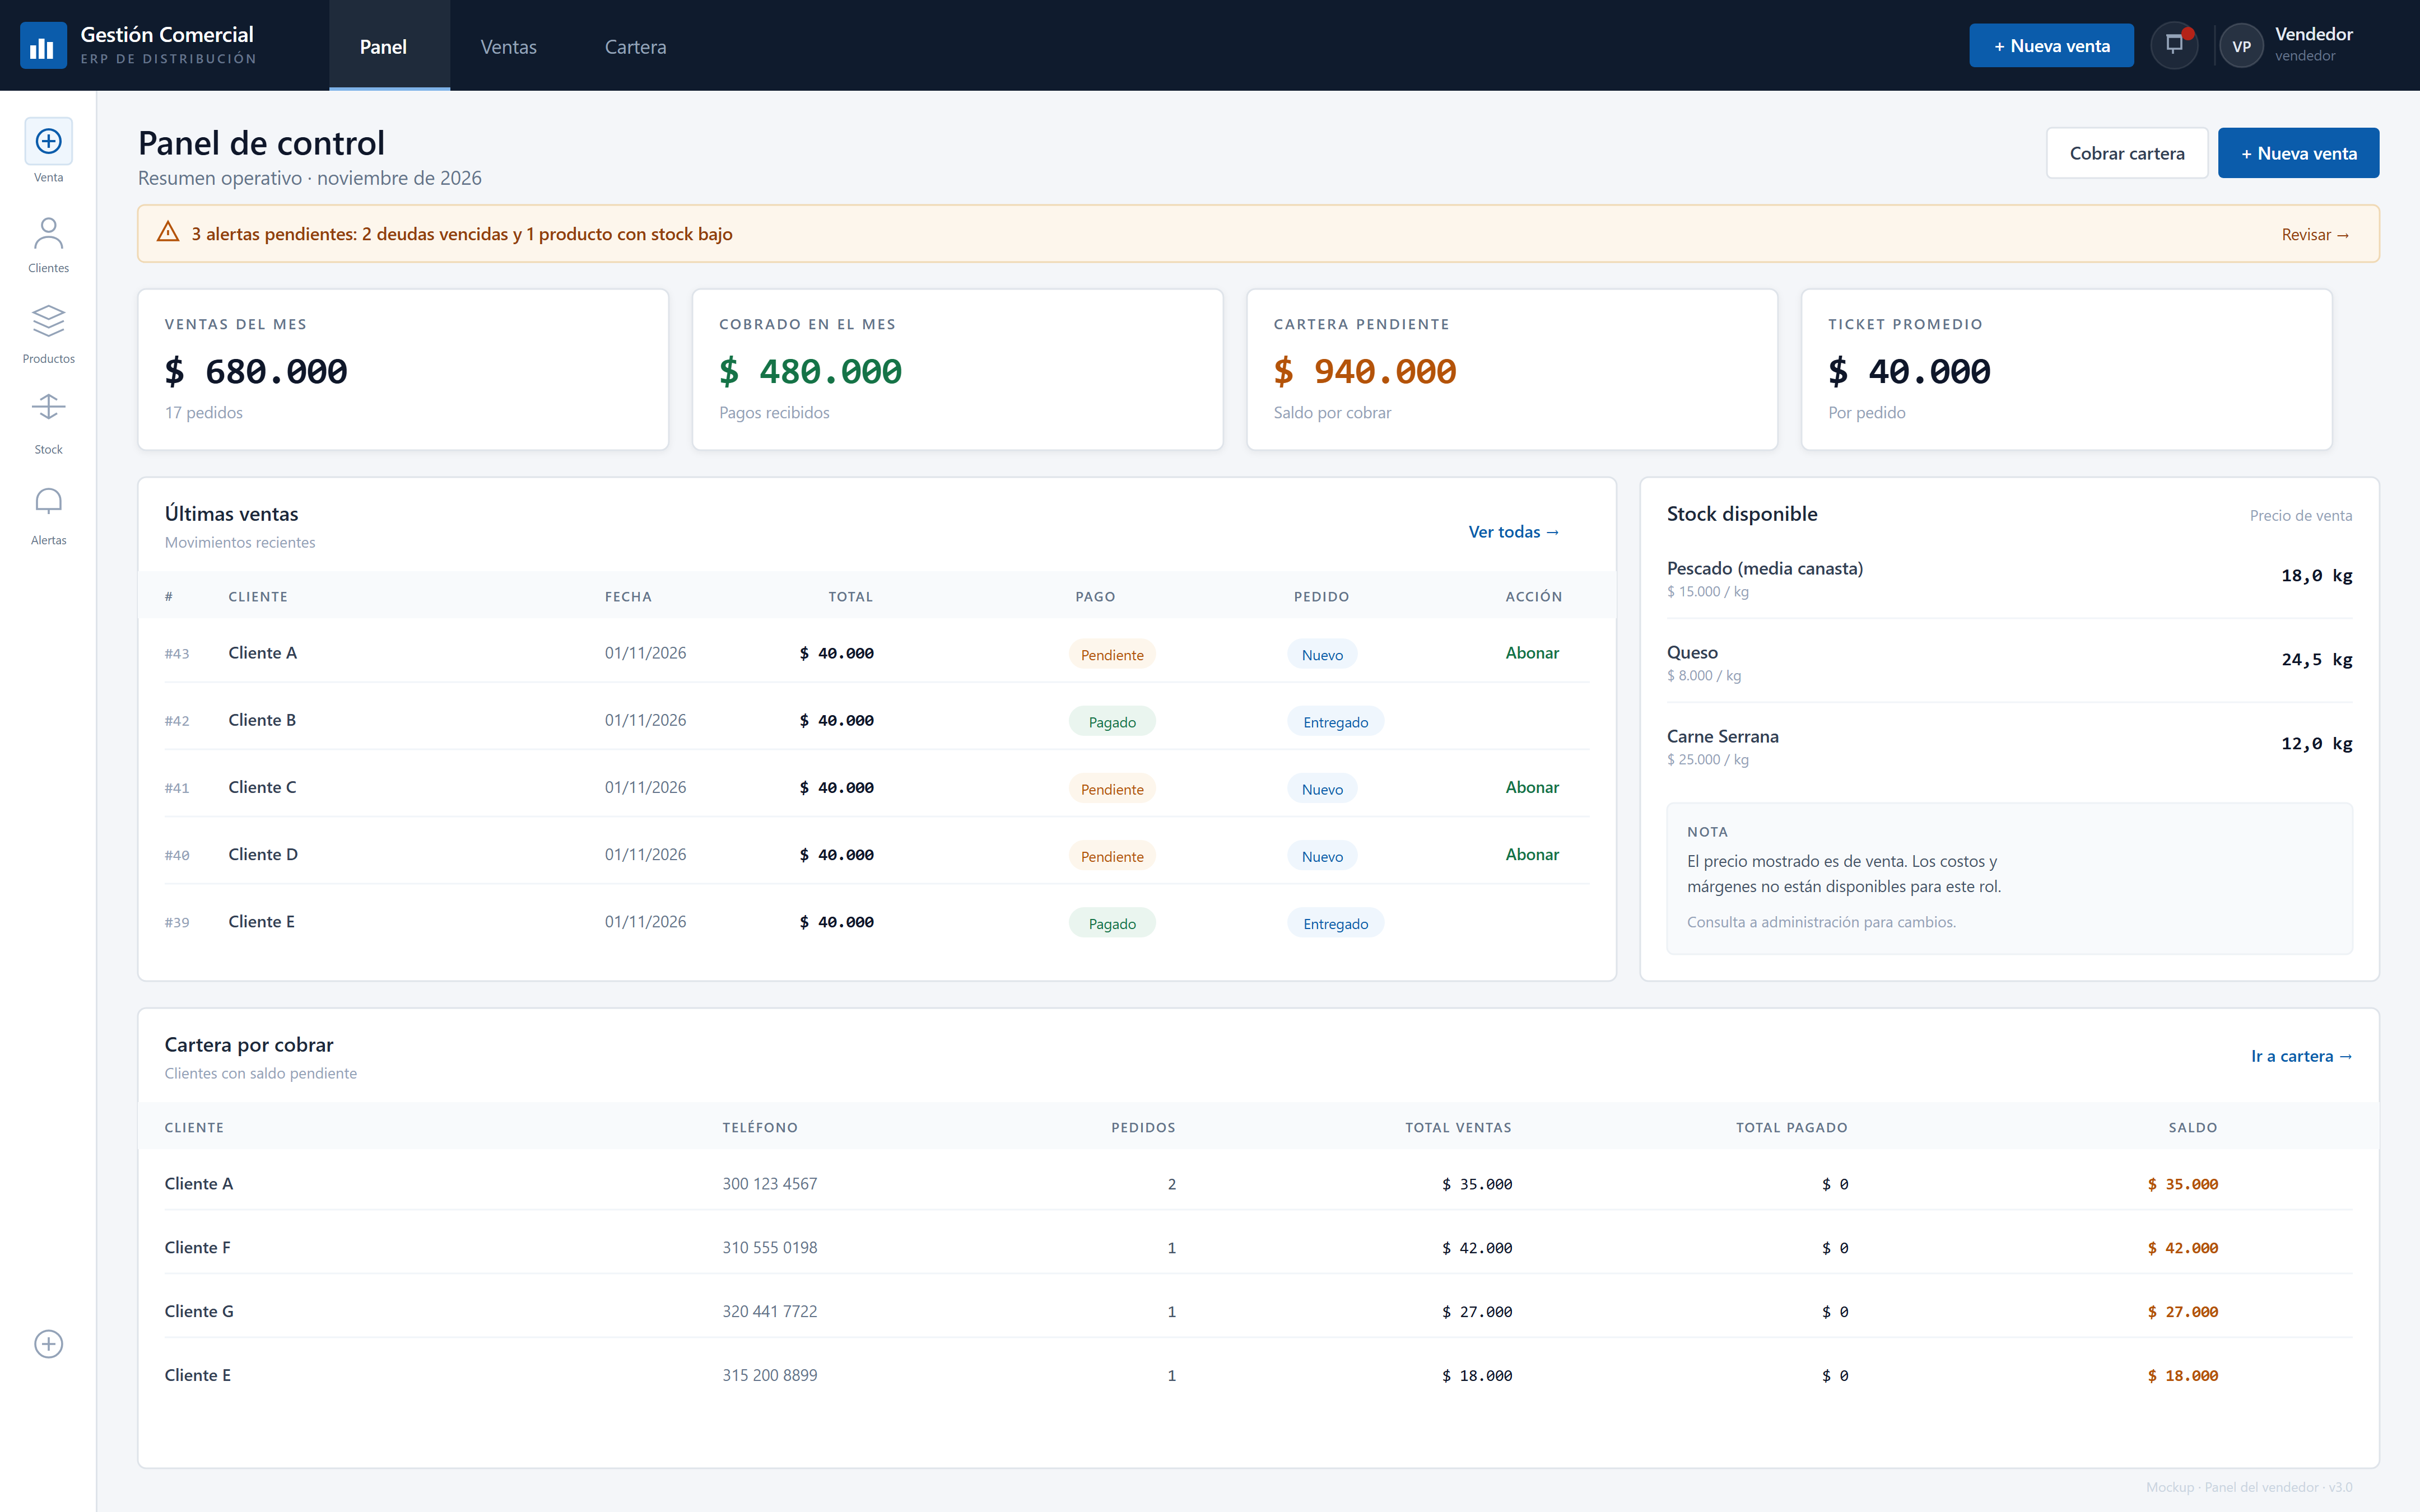 Gestión Comercial
ERP DE DISTRIBUCIÓN
Panel
Ventas
Cartera
+ Nueva venta
VP
Vendedor
vendedor
Venta
Clientes
Productos
Stock
Alertas
Panel de control
Resumen operativo · noviembre de 2026
Cobrar cartera
+ Nueva venta
3 alertas pendientes: 2 deudas vencidas y 1 producto con stock bajo
Revisar →
VENTAS DEL MES
$ 680.000
17 pedidos
COBRADO EN EL MES
$ 480.000
Pagos recibidos
CARTERA PENDIENTE
$ 940.000
Saldo por cobrar
TICKET PROMEDIO
$ 40.000
Por pedido
Últimas ventas
Movimientos recientes
Ver todas →
# CLIENTE FECHA TOTAL PAGO PEDIDO ACCIÓN
#43 Cliente A 01/11/2026 $ 40.000 Pendiente Nuevo Abonar
#42 Cliente B 01/11/2026 $ 40.000 Pagado Entregado
#41 Cliente C 01/11/2026 $ 40.000 Pendiente Nuevo Abonar
#40 Cliente D 01/11/2026 $ 40.000 Pendiente Nuevo Abonar
#39 Cliente E 01/11/2026 $ 40.000 Pagado Entregado
Stock disponible
Precio de venta
Pescado (media canasta)
$ 15.000 / kg
18,0 kg
Queso
$ 8.000 / kg
24,5 kg
Carne Serrana
$ 25.000 / kg
12,0 kg
NOTA
El precio mostrado es de venta. Los costos y
márgenes no están disponibles para este rol.
Consulta a administración para cambios.
Cartera por cobrar
Clientes con saldo pendiente
Ir a cartera →
CLIENTE TELÉFONO PEDIDOS TOTAL VENTAS TOTAL PAGADO SALDO
Cliente A 300 123 4567 2 $ 35.000 $ 0 $ 35.000
Cliente F 310 555 0198 1 $ 42.000 $ 0 $ 42.000
Cliente G 320 441 7722 1 $ 27.000 $ 0 $ 27.000
Cliente E 315 200 8899 1 $ 18.000 $ 0 $ 18.000
Mockup · Panel del vendedor · v3.0